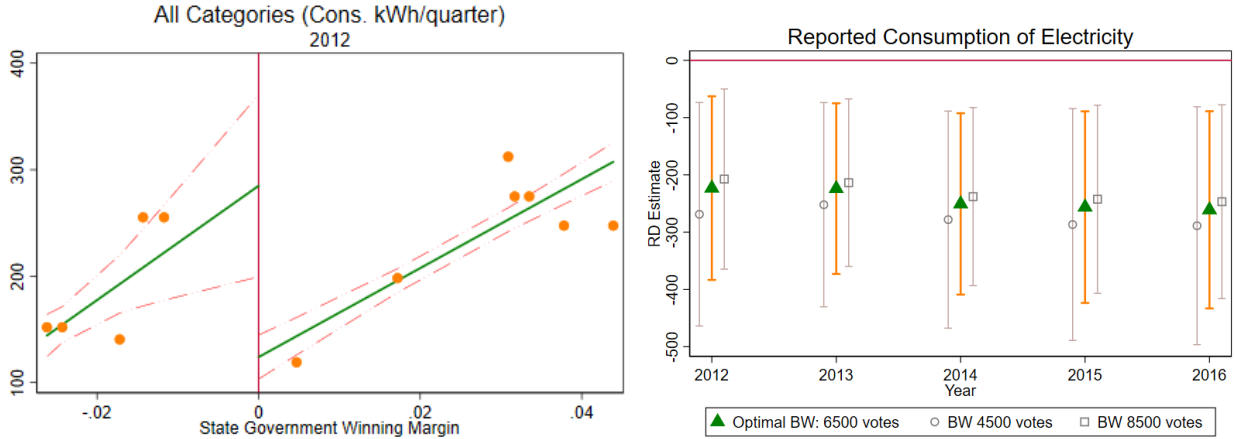 All Categories (Cons. kWh/quarter)
2012
400
300
200
100
-.02
0
.02
.04
State Government Winning Margin
Reported Consumption of Electricity
0
-100
-200
-300
-400
-500
RD Estimate
2012
2013
2014
2015
2016
Year
Optimal BW: 6500 votes
BW 4500 votes
BW 8500 votes